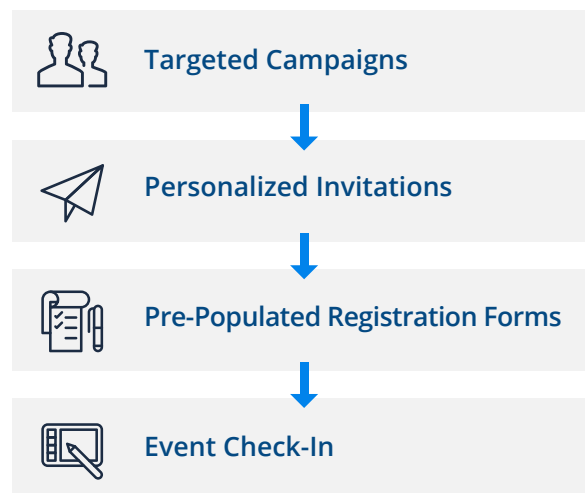 Targeted Campaigns
Personalized Invitations
Pre-Populated Registration Forms
Event Check-In